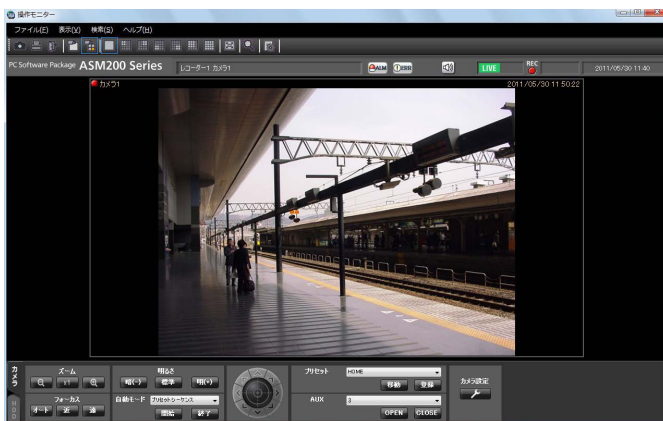 操作モニター
ファイル(F) 表示(V) 検索(S) ヘルプ(H)
PC Software Package ASM200 Series レコーダー1 カメラ1 ALM ERR LIVE REC 2011/05/30 11:40
カメラ1 2011/05/30 11:50:22
カメラ ズーム 明るさ プリセット HOME
x1 暗(-) 標準 明(+) 移動 登録 カメラ設定
HDD フォーカス 自動モード プリセットシーケンス AUX 3
オート 近 遠 開始 終了 OPEN CLOSE